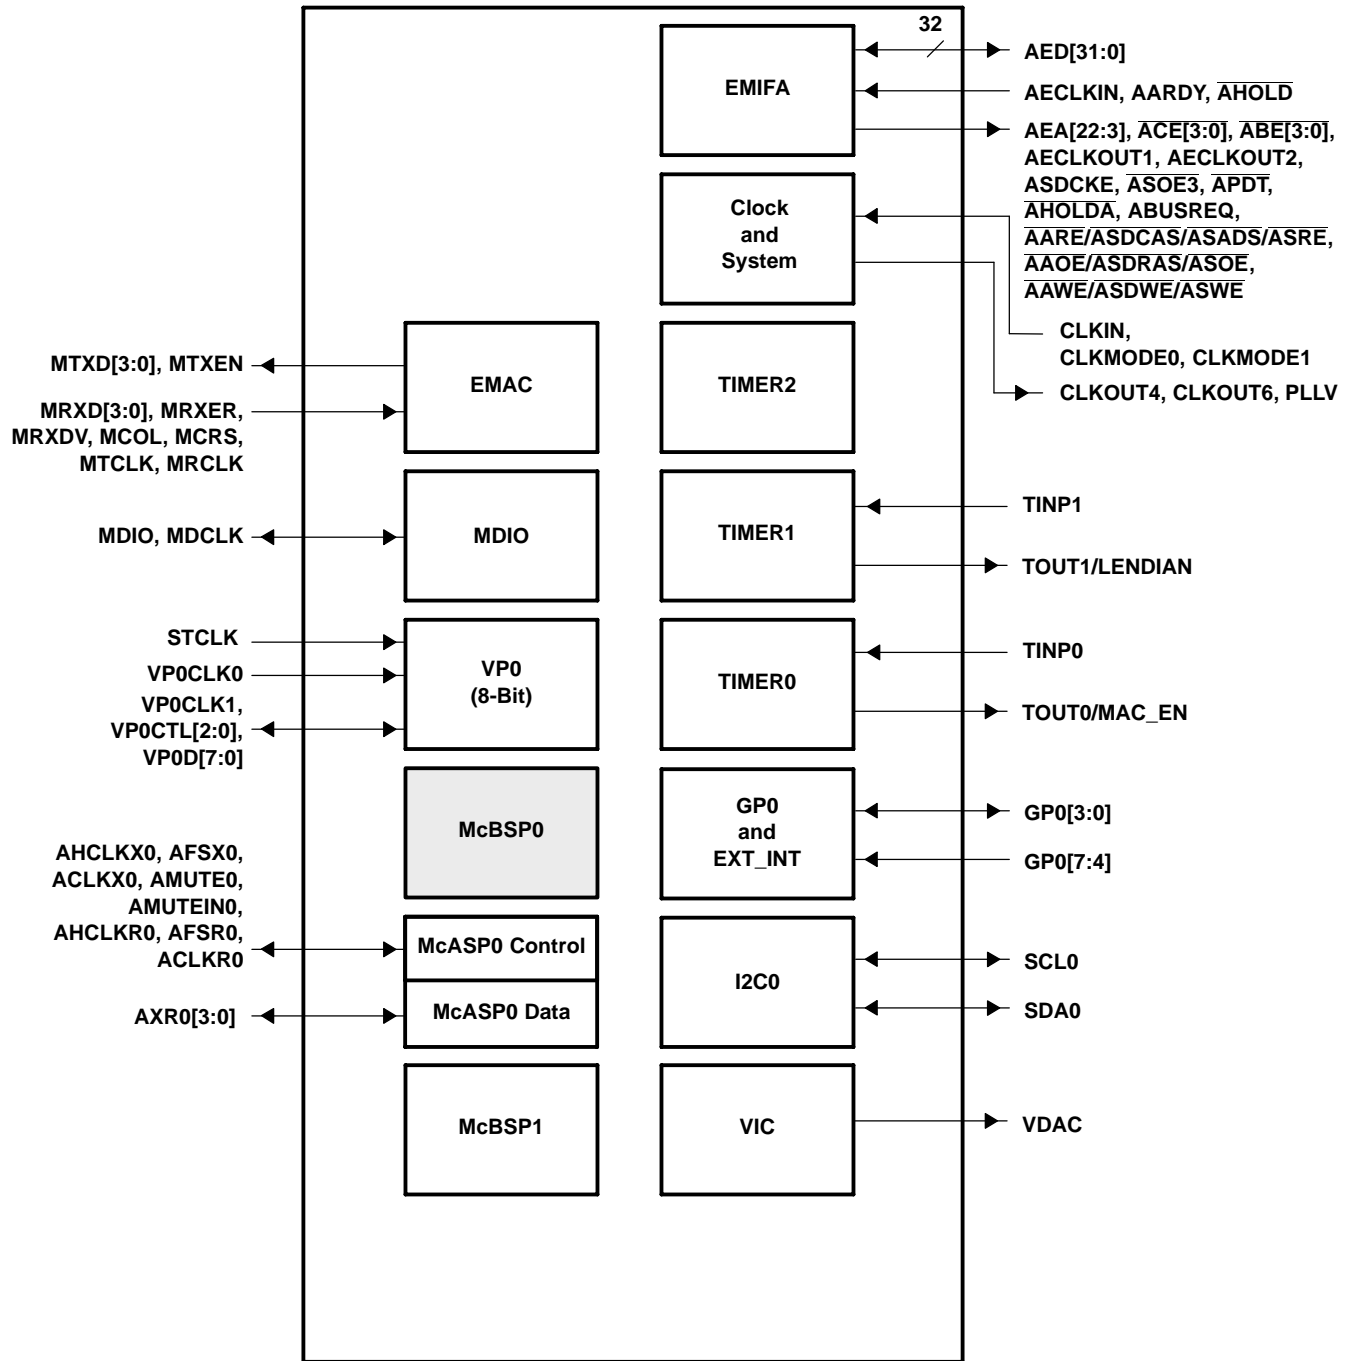 32
AED[31:0]
EMIFA
AECLKIN, AARDY, AHOLD
AEA[22:3], ACE[3:0], ABE[3:0],
AECLKOUT1, AECLKOUT2,
ASDCKE, ASOE3, APDT,
AHOLDA, ABUSREQ,
AARE/ASDCAS/ASADS/ASRE,
AAOE/ASDRAS/ASOE,
AAWE/ASDWE/ASWE
Clock
and
System
CLKIN,
CLKMODE0, CLKMODE1
CLKOUT4, CLKOUT6, PLLV
MTXD[3:0], MTXEN
MRXD[3:0], MRXER,
MRXDV, MCOL, MCRS,
MTCLK, MRCLK
EMAC
TIMER2
MDIO, MDCLK
MDIO
TIMER1
TINP1
TOUT1/LENDIAN
STCLK
VP0CLK0
VP0CLK1,
VP0CTL[2:0],
VP0D[7:0]
VP0
(8-Bit)
TIMER0
TINP0
TOUT0/MAC_EN
McBSP0
GP0
and
EXT_INT
GP0[3:0]
GP0[7:4]
AHCLKX0, AFSX0,
ACLKX0, AMUTE0,
AMUTEIN0,
AHCLKR0, AFSR0,
ACLKR0
McASP0 Control
AXR0[3:0]
McASP0 Data
I2C0
SCL0
SDA0
McBSP1
VIC
VDAC